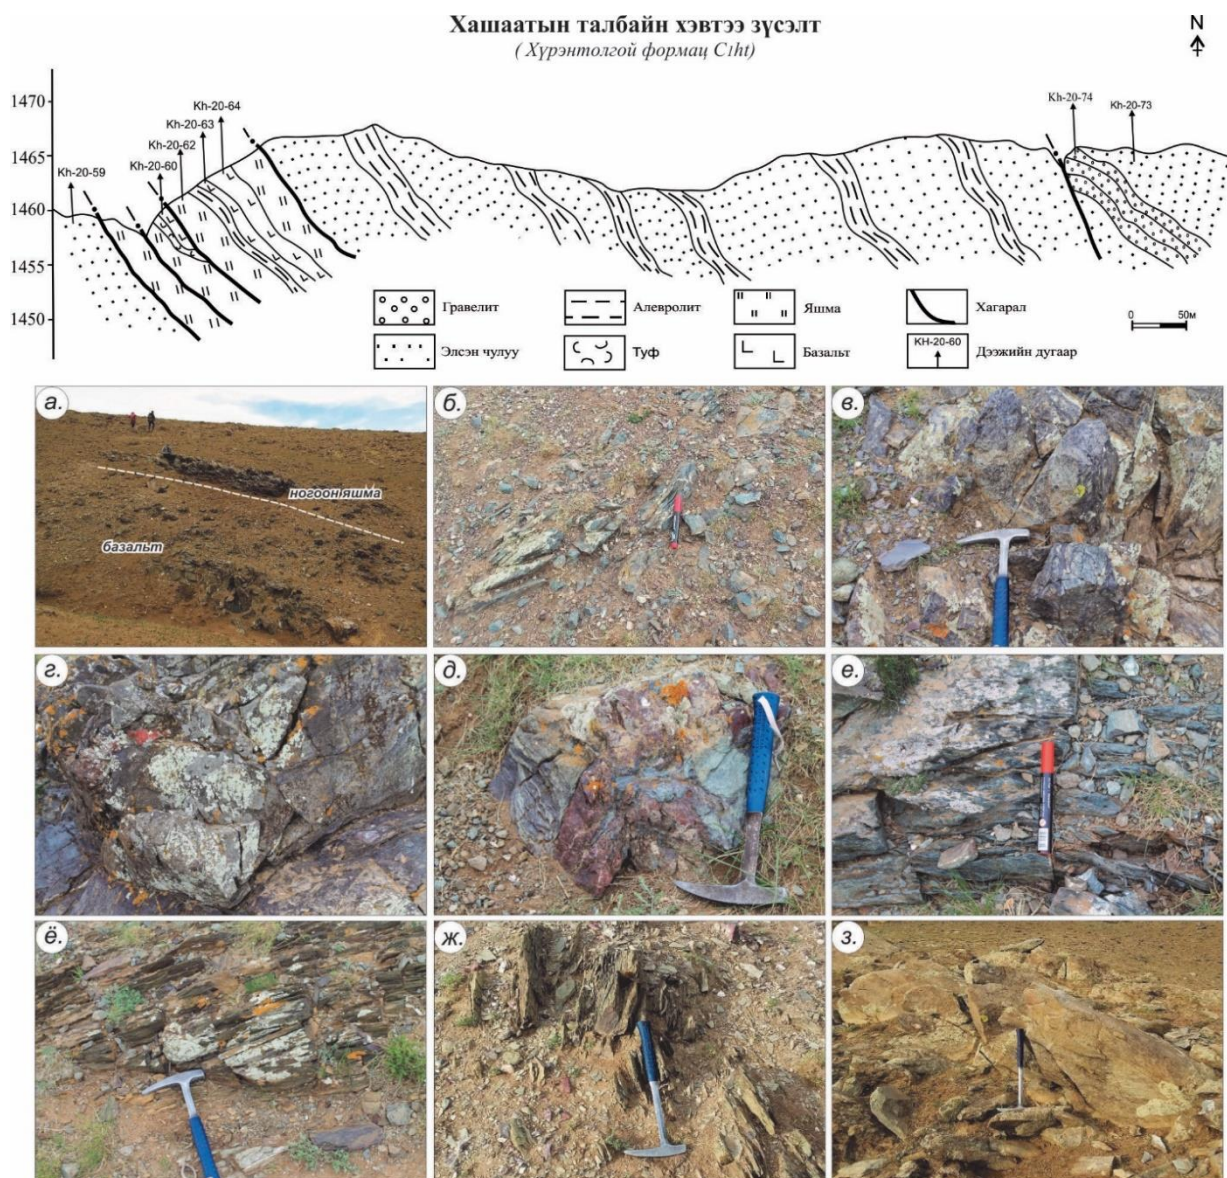 Хашаатын талбайн хэвтээ зүсэлт
( Хүрэнтолгой формац C1ht)
N
1470
1465
1460
1455
1450
Kh-20-59
Kh-20-60
Kh-20-62
Kh-20-63
Kh-20-64
Kh-20-74
Kh-20-73
Гравелит
Алевролит
Яшма
Хагарал
0 50м
Элсэн чулуу
Туф
Базальт
КН-20-60
Дээжийн дугаар
а.
ногоон яшма
базальт
б.
в.
г.
д.
е.
ё.
ж.
з.